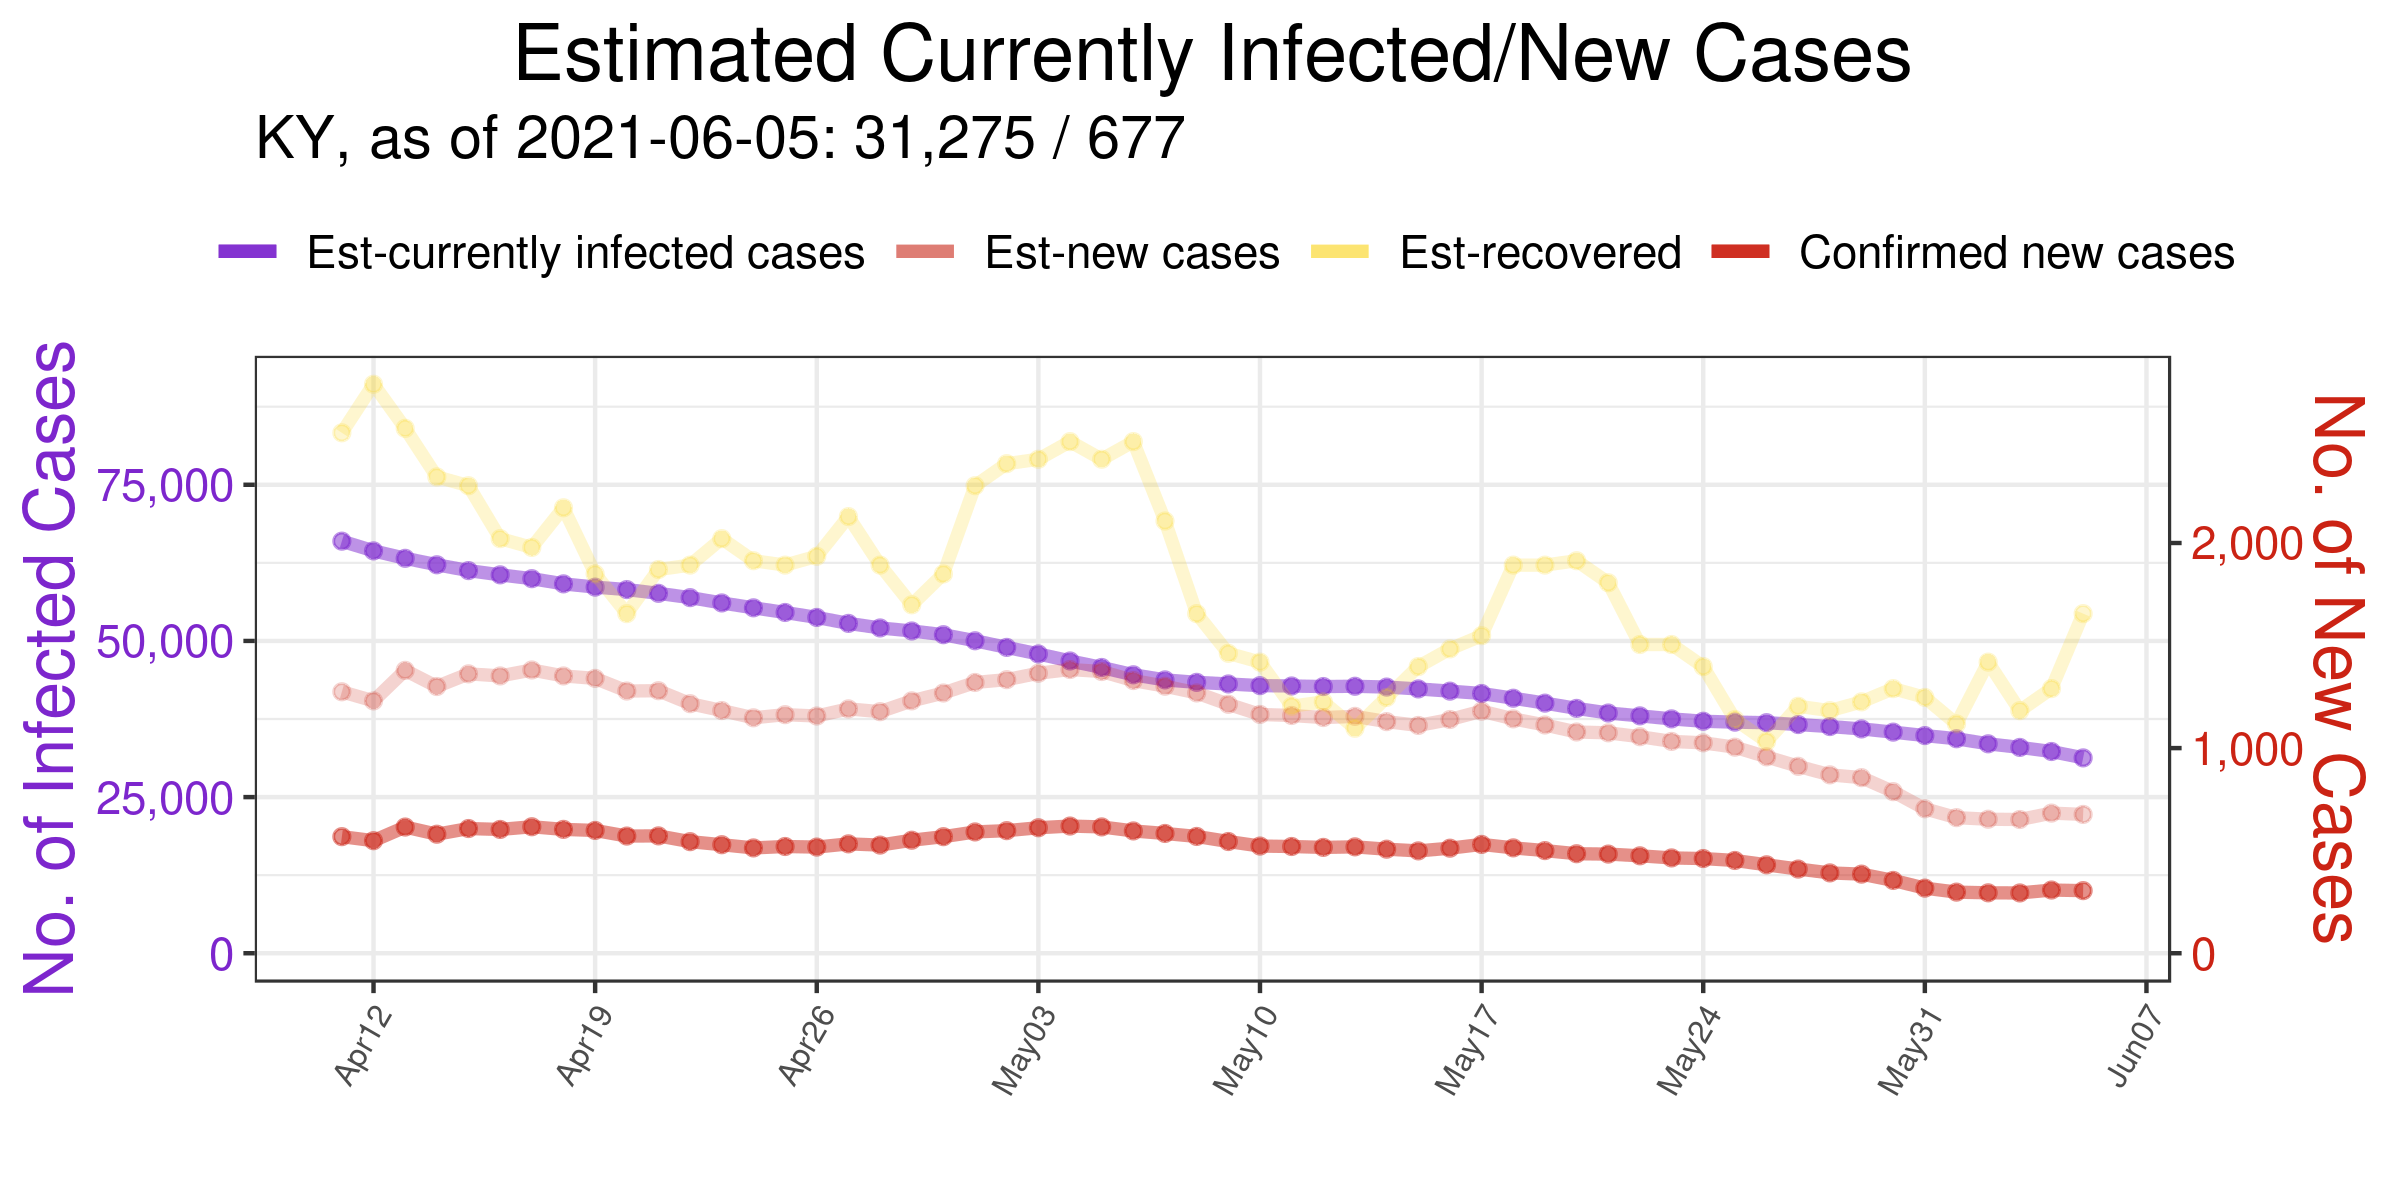 Estimated Currently Infected/New Cases
KY, as of 2021-06-05: 31,275 / 677
Est-currently infected cases Est-new cases Est-recovered Confirmed new cases
No. of Infected Cases
75,000
50,000
25,000
0
2,000
1,000
0
No. of New Cases
Apr12 Apr19 Apr26 May03 May10 May17 May24 May31 Jun07